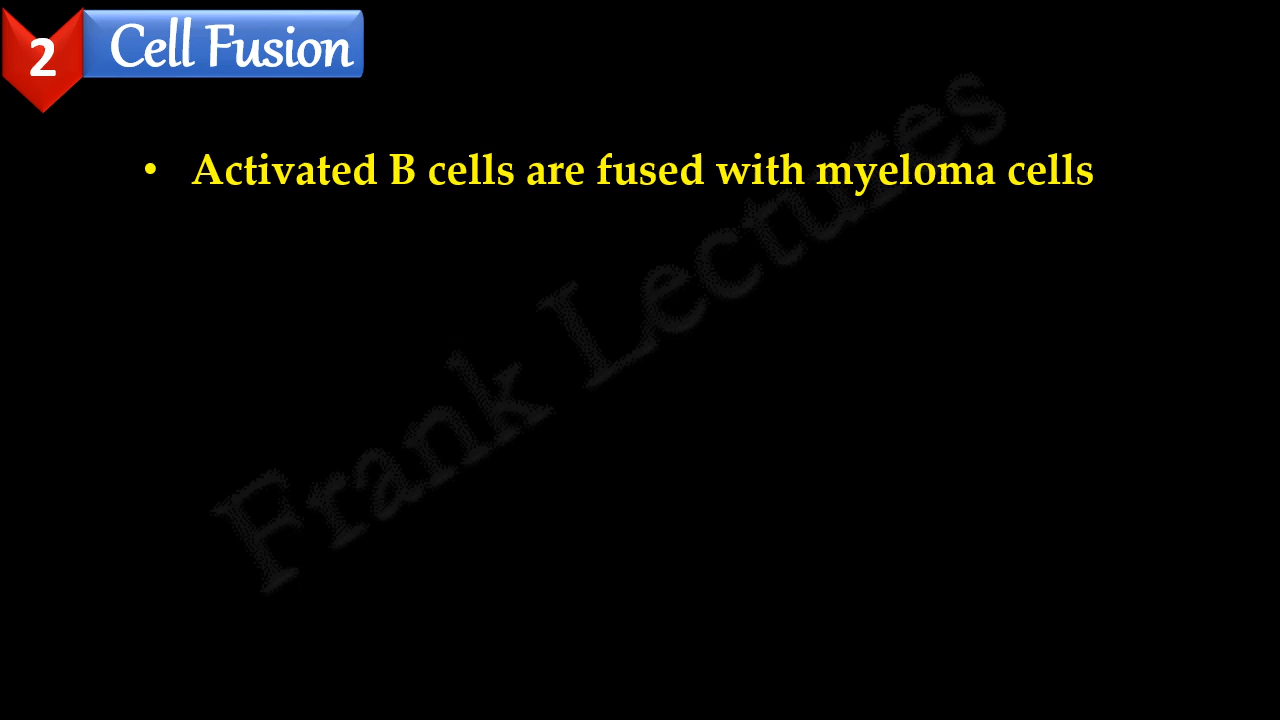 2
Cell Fusion
• Activated B cells are fused with myeloma cells
Frank Lectures